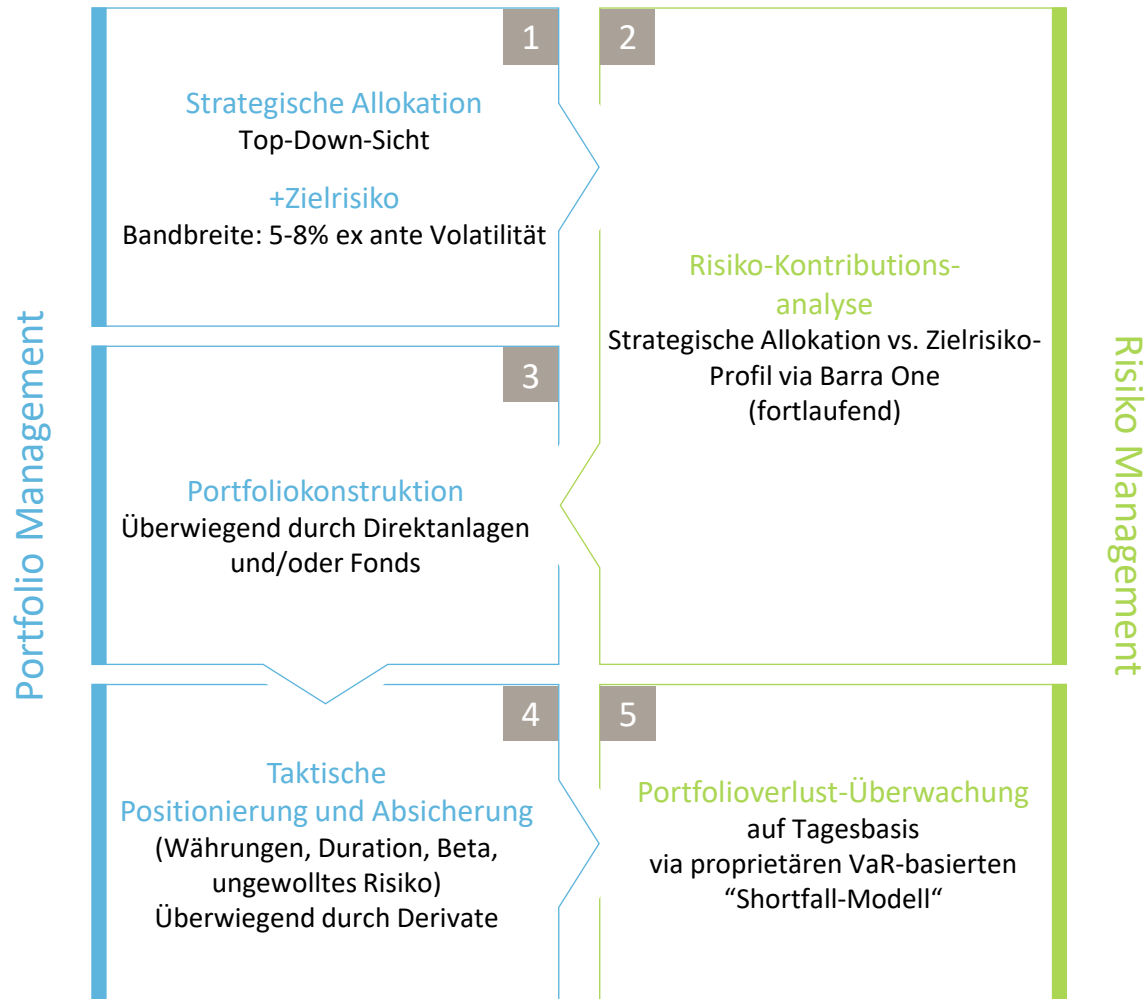 Portfolio Management
1
Strategische Allokation
Top-Down-Sicht
+Zielrisiko
Bandbreite: 5-8% ex ante Volatilität
2
Risiko-Kontributions-
analyse
Strategische Allokation vs. Zielrisiko-
Profil via Barra One
(fortlaufend)
3
Portfoliokonstruktion
Überwiegend durch Direktanlagen
und/oder Fonds
4
Taktische
Positionierung und Absicherung
(Währungen, Duration, Beta,
ungewolltes Risiko)
Überwiegend durch Derivate
5
Portfolioverlust-Überwachung
auf Tagesbasis
via proprietären VaR-basierten
“Shortfall-Modell“
Risiko Management